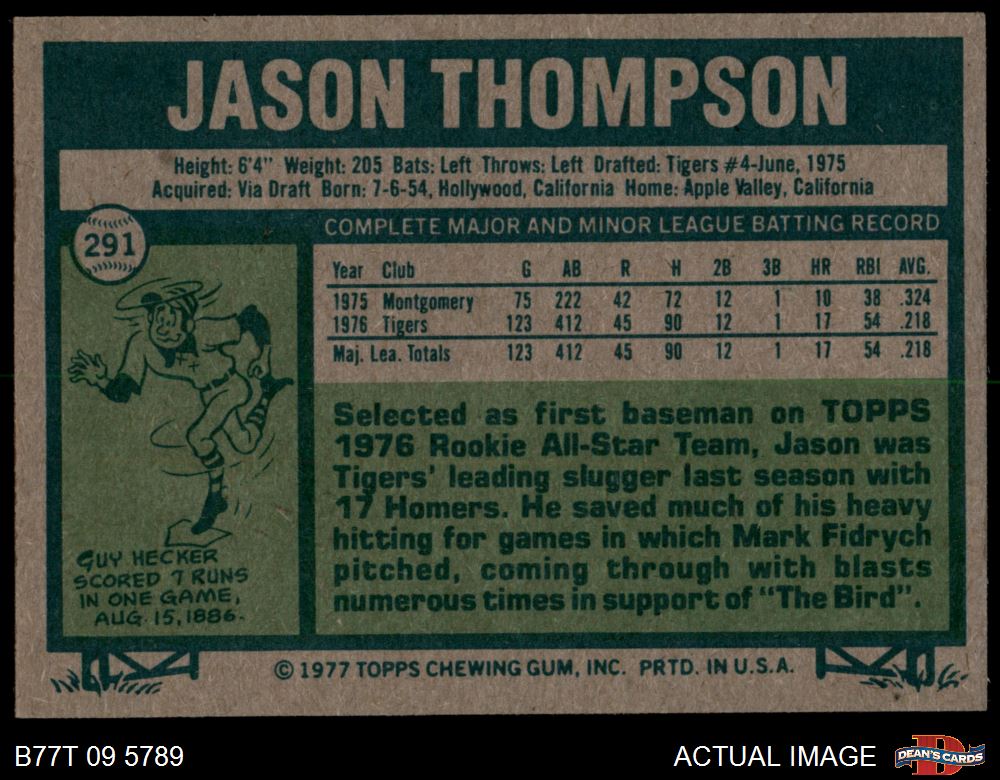 JASON THOMPSON
Height: 6'4" Weight: 205 Bats: Left Throws: Left Drafted: Tigers #4-June, 1975
Acquired: Via Draft Born: 7-6-54, Hollywood, California Home: Apple Valley, California
291
COMPLETE MAJOR AND MINOR LEAGUE BATTING RECORD
Year Club G AB R H 2B 3B HR RBI AVG.
1975 Montgomery 75 222 42 72 12 1 10 38 .324
1976 Tigers 123 412 45 90 12 1 17 54 .218
Maj. Lea. Totals 123 412 45 90 12 1 17 54 .218
Selected as first baseman on TOPPS
1976 Rookie All-Star Team, Jason was
Tigers' leading slugger last season with
17 Homers. He saved much of his heavy
hitting for games in which Mark Fidrych
pitched, coming through with blasts
numerous times in support of "The Bird".
GUY HECKER
SCORED 7 RUNS
IN ONE GAME,
AUG. 15, 1886.
© 1977 TOPPS CHEWING GUM, INC. PRTD. IN U.S.A.
B77T 09 5789
ACTUAL IMAGE
D
DEAN'S CARDS